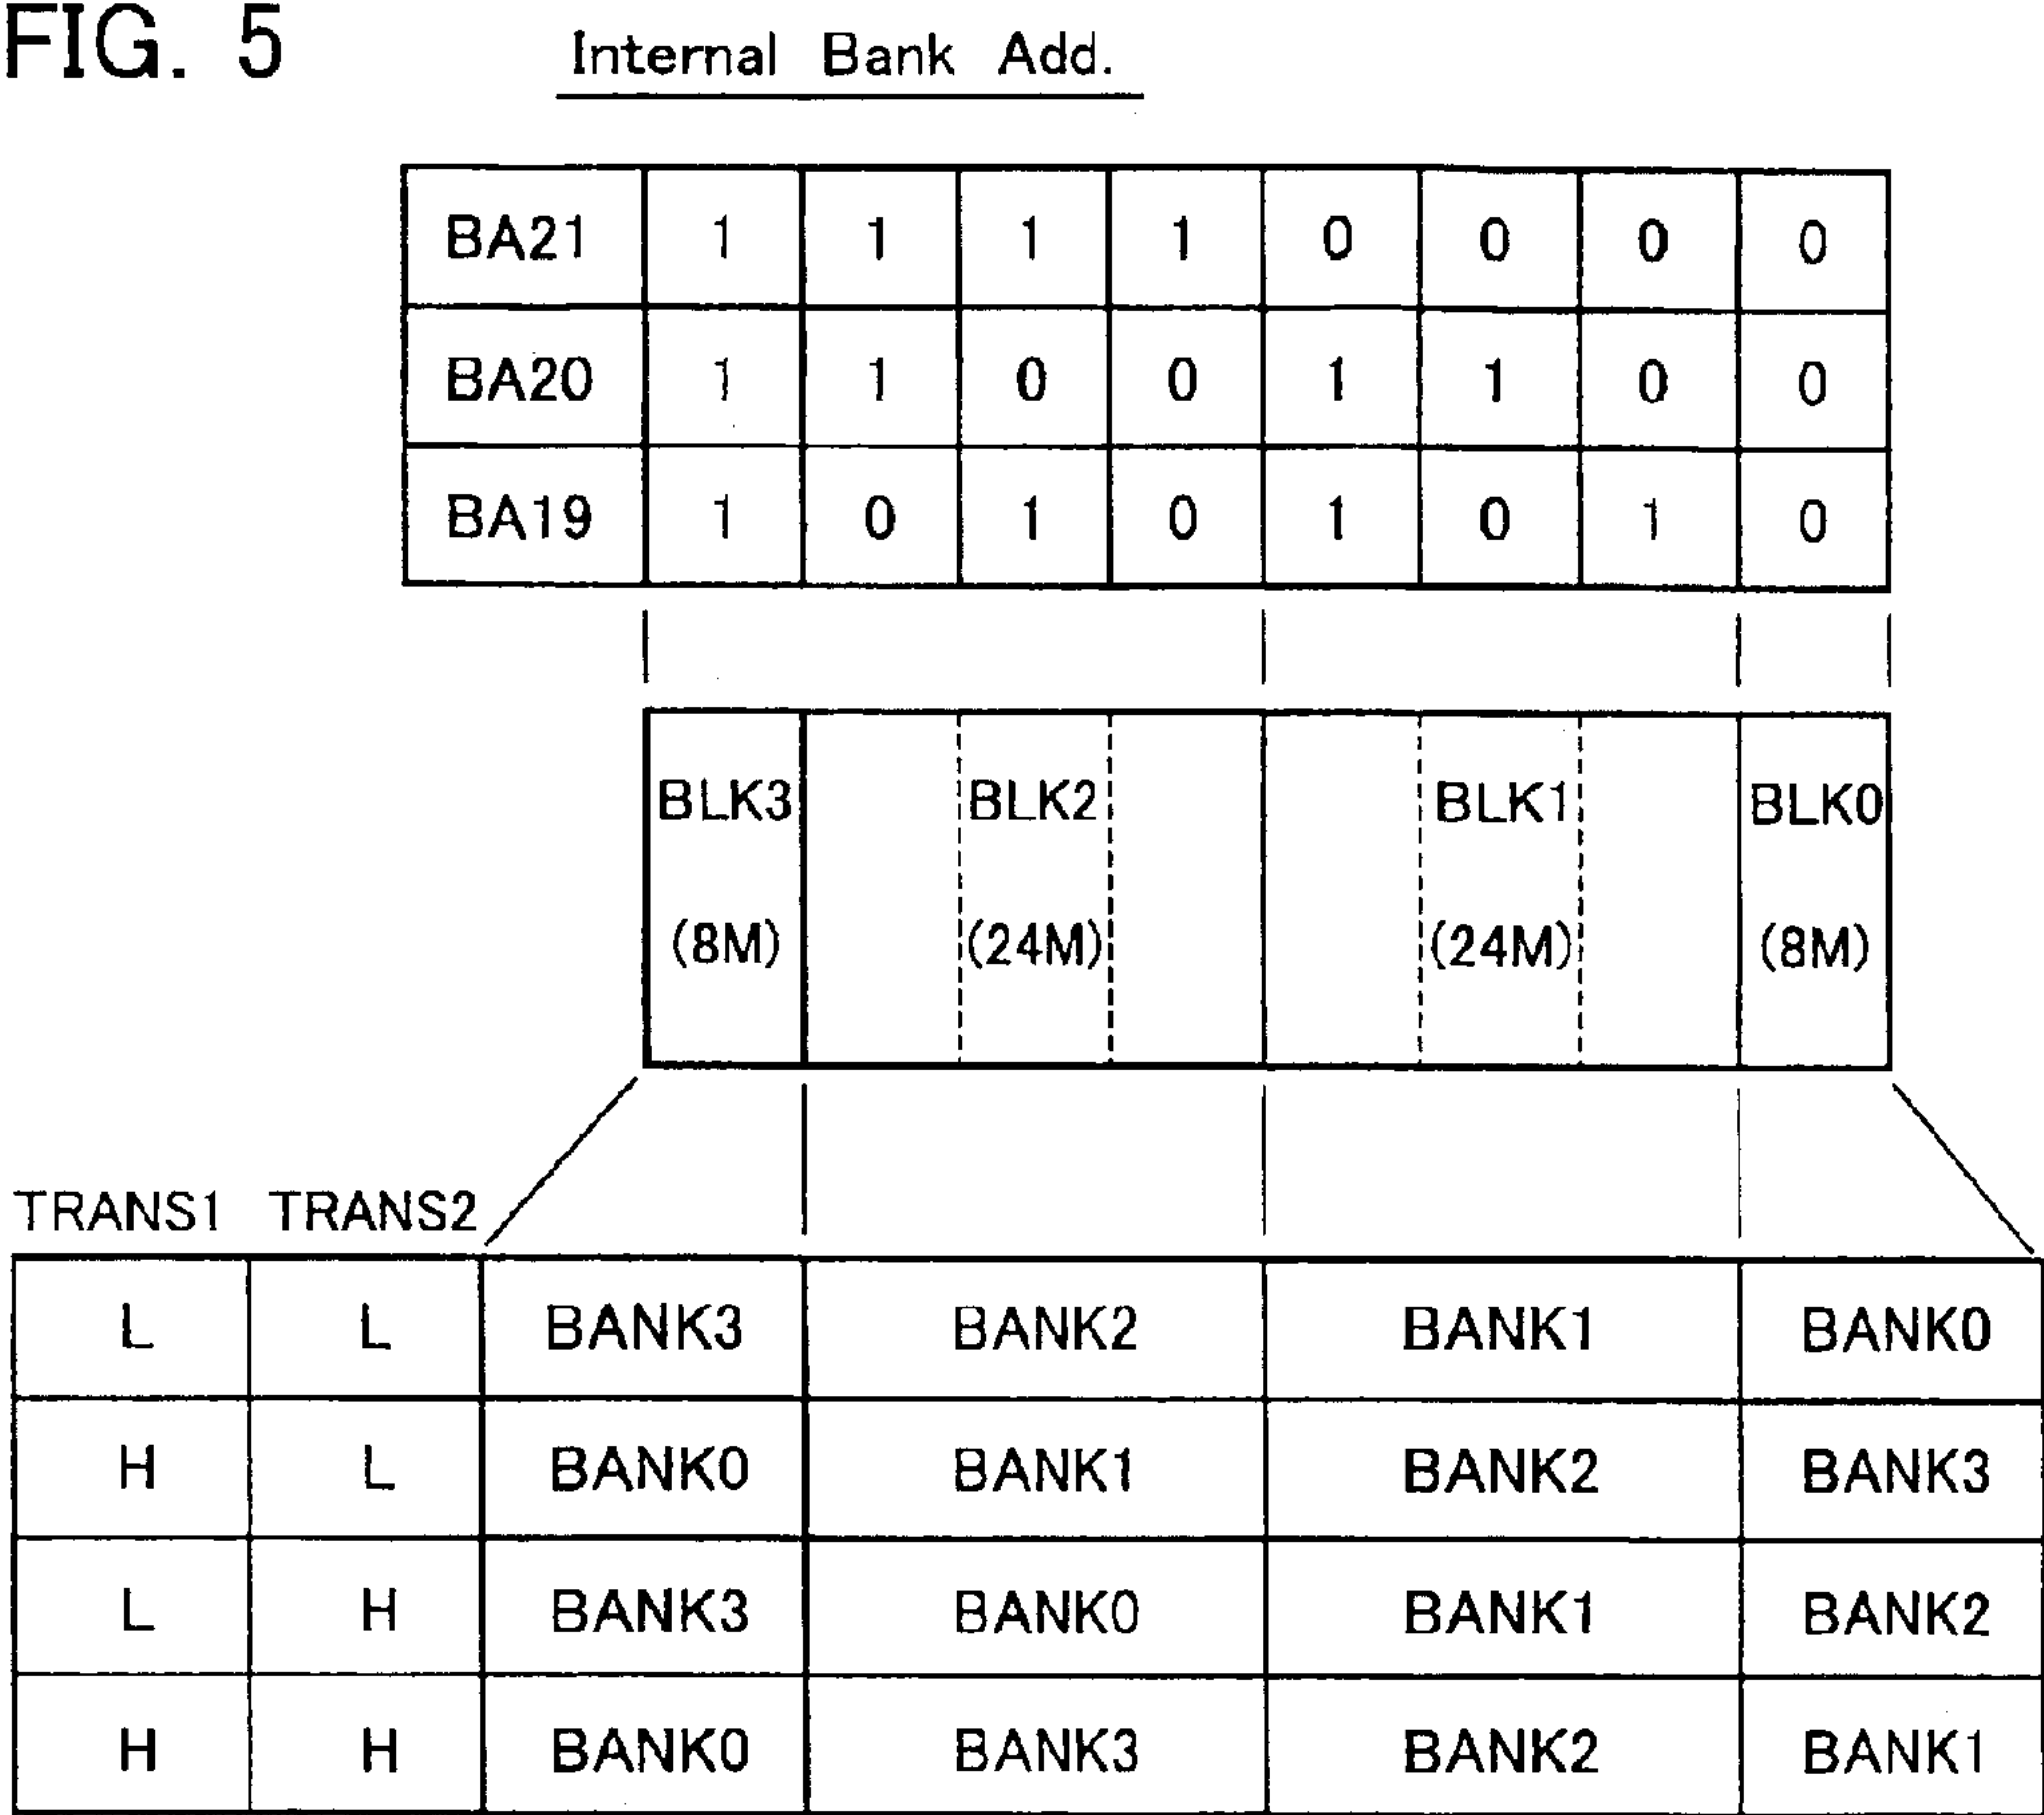 FIG. 5
Internal Bank Add.
BA21 1 1 1 1 0 0 0 0
BA20 1 1 0 0 1 1 0 0
BA19 1 0 1 0 1 0 1 0
BLK3 BLK2 BLK1 BLK0
(8M) (24M) (24M) (8M)
TRANS1 TRANS2
L L BANK3 BANK2 BANK1 BANK0
H L BANK0 BANK1 BANK2 BANK3
L H BANK3 BANK0 BANK1 BANK2
H H BANK0 BANK3 BANK2 BANK1